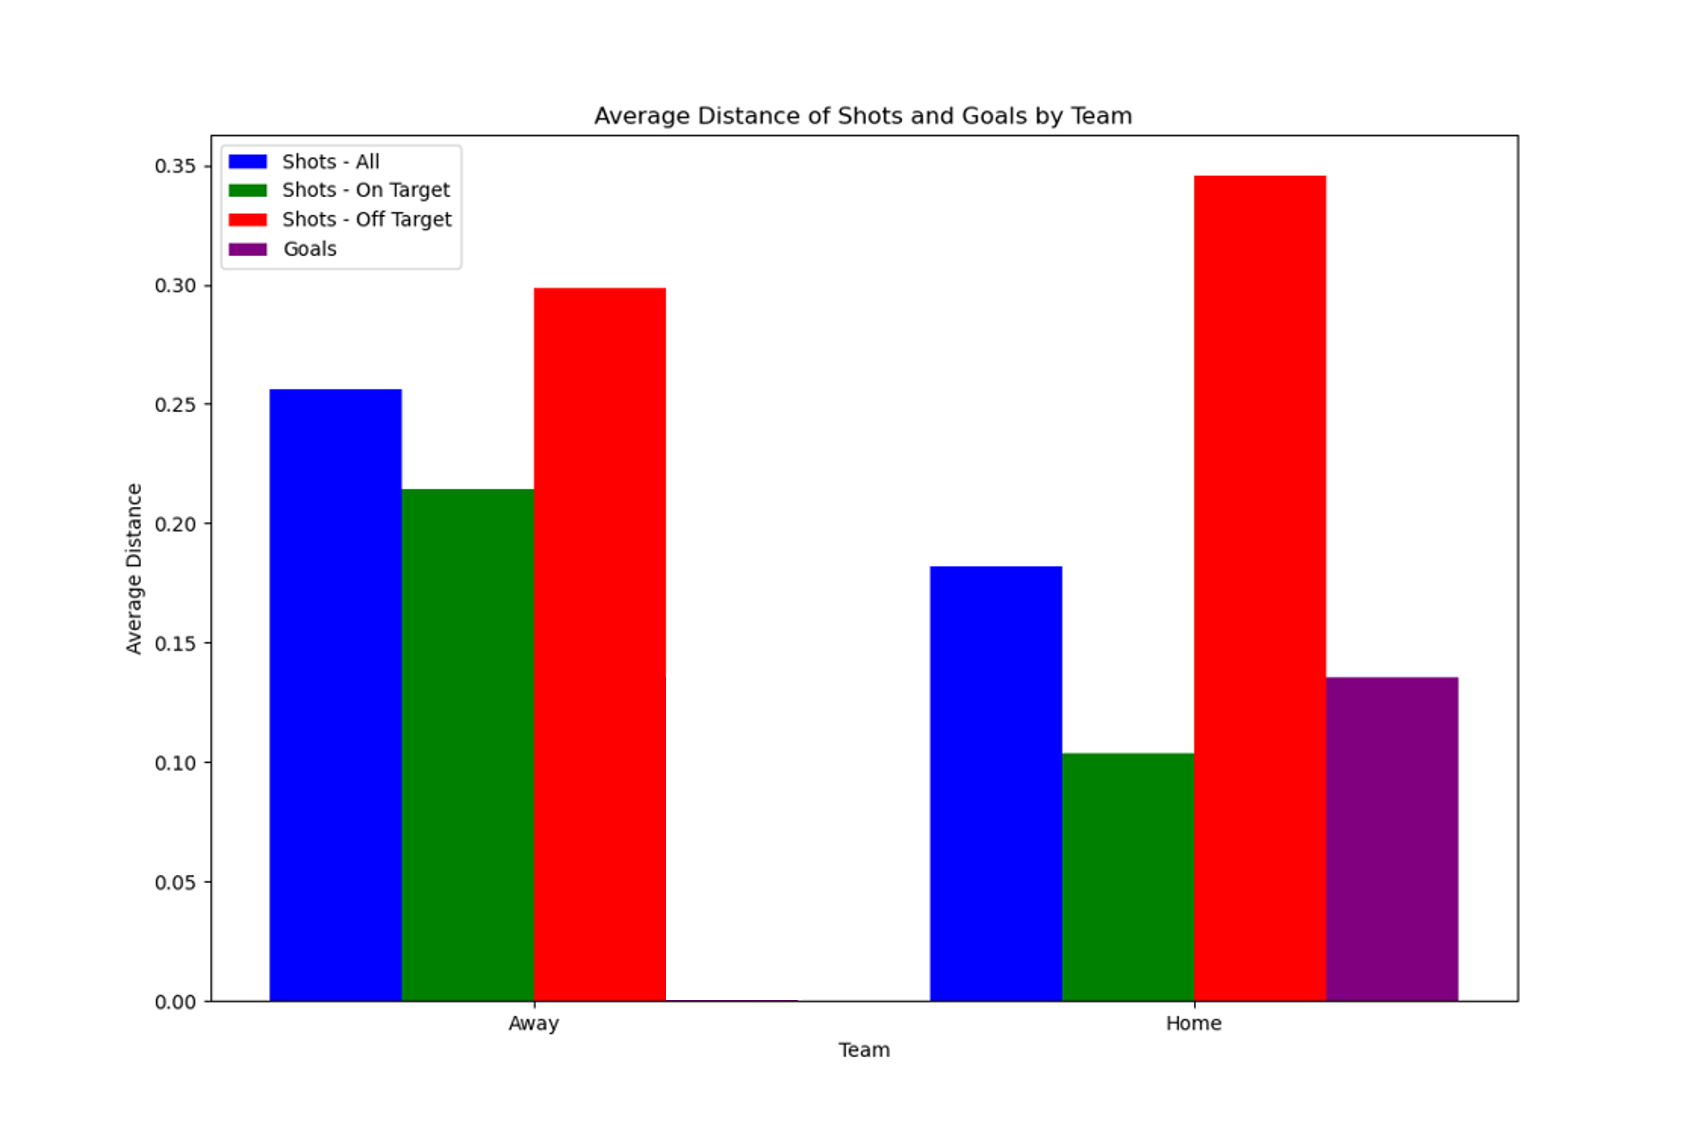 Average Distance of Shots and Goals by Team
Shots - All
Shots - On Target
Shots - Off Target
Goals
0.35
0.30
0.25
0.20
0.15
0.10
0.05
0.00
Average Distance
Away
Home
Team